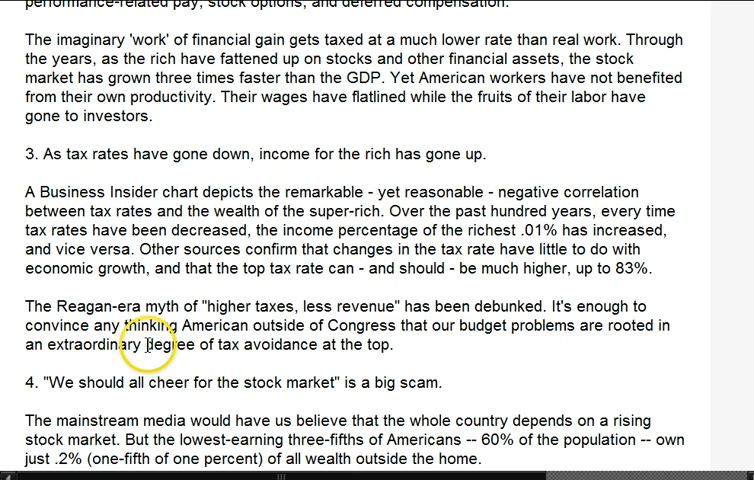 performance-related pay, stock options, and deferred compensation.
The imaginary 'work' of financial gain gets taxed at a much lower rate than real work. Through
the years, as the rich have fattened up on stocks and other financial assets, the stock
market has grown three times faster than the GDP. Yet American workers have not benefited
from their own productivity. Their wages have flatlined while the fruits of their labor have
gone to investors.
3. As tax rates have gone down, income for the rich has gone up.
A Business Insider chart depicts the remarkable - yet reasonable - negative correlation
between tax rates and the wealth of the super-rich. Over the past hundred years, every time
tax rates have been decreased, the income percentage of the richest .01% has increased,
and vice versa. Other sources confirm that changes in the tax rate have little to do with
economic growth, and that the top tax rate can - and should - be much higher, up to 83%.
The Reagan-era myth of "higher taxes, less revenue" has been debunked. It's enough to
convince any thinking American outside of Congress that our budget problems are rooted in
an extraordinary degree of tax avoidance at the top.
4. "We should all cheer for the stock market" is a big scam.
The mainstream media would have us believe that the whole country depends on a rising
stock market. But the lowest-earning three-fifths of Americans -- 60% of the population -- own
just .2% (one-fifth of one percent) of all wealth outside the home.